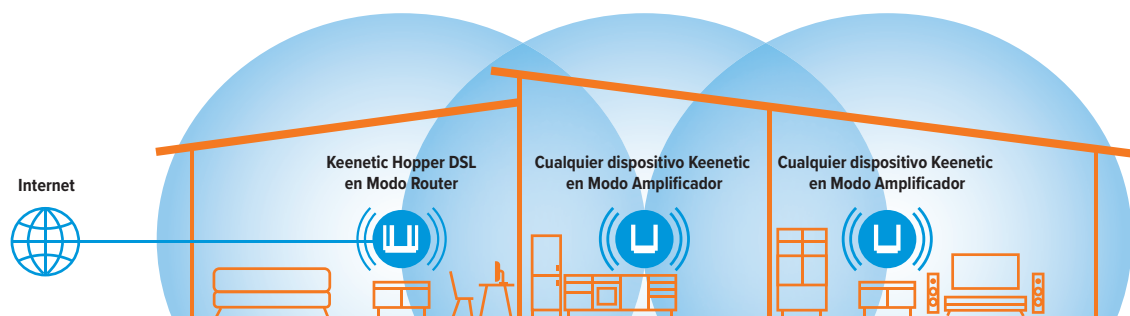 Internet
Keenetic Hopper DSL
en Modo Router
Cualquier dispositivo Keenetic
en Modo Amplificador
Cualquier dispositivo Keenetic
en Modo Amplificador